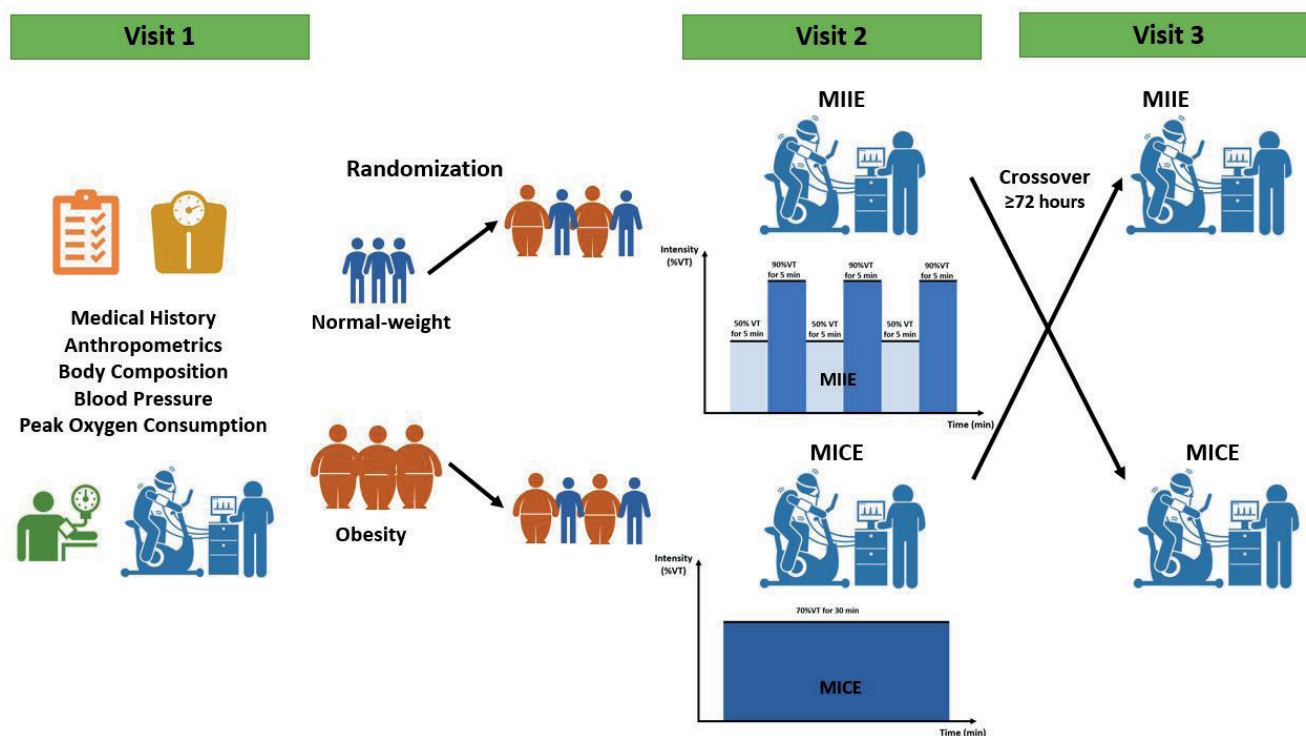 Visit 1
Medical History
Anthropometrics
Body Composition
Blood Pressure
Peak Oxygen Consumption
Randomization
Normal-weight
Obesity
Visit 2
MIIE
Intensity
(%VT)
50% VT
for 5 min
90%VT
for 5 min
50% VT
for 5 min
90%VT
for 5 min
50% VT
for 5 min
90%VT
for 5 min
MIIE
Time (min)
MICE
Intensity
(%VT)
70%VT for 30 min
MICE
Time (min)
Crossover
≥72 hours
Visit 3
MIIE
MICE